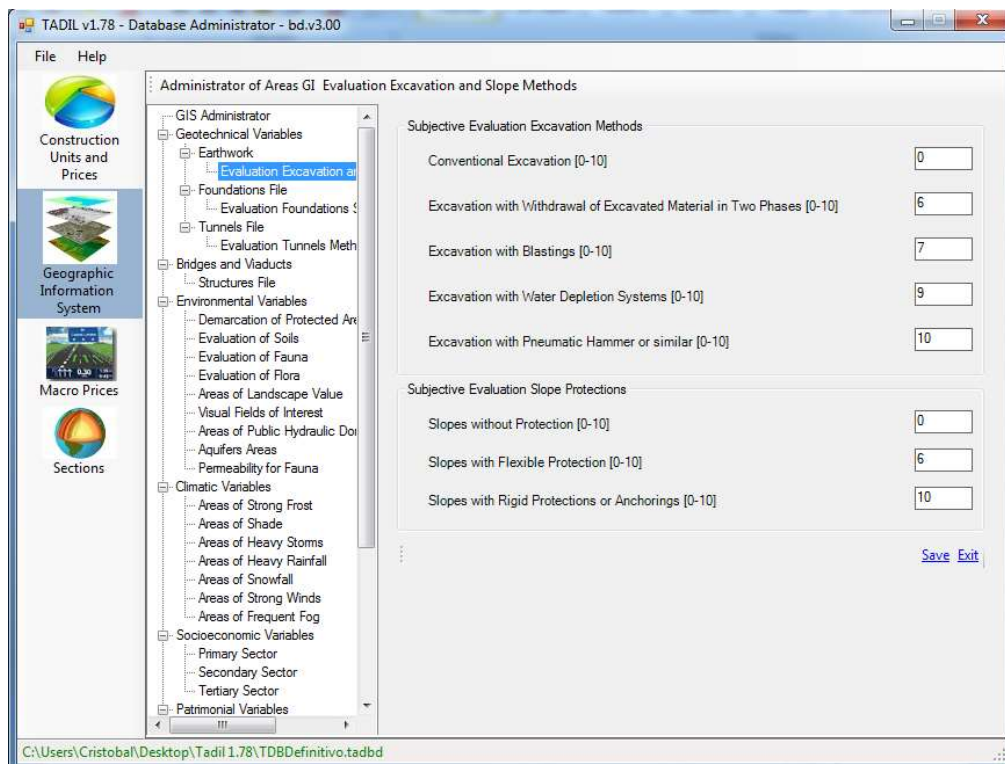 TADIL v1.78 - Database Administrator - bd.v3.00
File Help
Construction
Units and
Prices
Geographic
Information
System
Macro Prices
Sections
Administrator of Areas GI Evaluation Excavation and Slope Methods
GIS Administrator
Geotechnical Variables
Earthwork
Evaluation Excavation ar
Foundations File
Evaluation Foundations S
Tunnels File
Evaluation Tunnels Meth
Bridges and Viaducts
Structures File
Environmental Variables
Demarcation of Protected Are
Evaluation of Soils
Evaluation of Fauna
Evaluation of Flora
Areas of Landscape Value
Visual Fields of Interest
Areas of Public Hydraulic Dor
Aquifers Areas
Permeability for Fauna
Climatic Variables
Areas of Strong Frost
Areas of Shade
Areas of Heavy Storms
Areas of Heavy Rainfall
Areas of Snowfall
Areas of Strong Winds
Areas of Frequent Fog
Socioeconomic Variables
Primary Sector
Secondary Sector
Tertiary Sector
Patrimonial Variables
Subjective Evaluation Excavation Methods
Conventional Excavation [0-10] 0
Excavation with Withdrawal of Excavated Material in Two Phases [0-10] 6
Excavation with Blastings [0-10] 7
Excavation with Water Depletion Systems [0-10] 9
Excavation with Pneumatic Hammer or similar [0-10] 10
Subjective Evaluation Slope Protections
Slopes without Protection [0-10] 0
Slopes with Flexible Protection [0-10] 6
Slopes with Rigid Protections or Anchorings [0-10] 10
Save Exit
C:\Users\Cristobal\Desktop\Tadil 1.78\TDBDefinitivo.tadbd